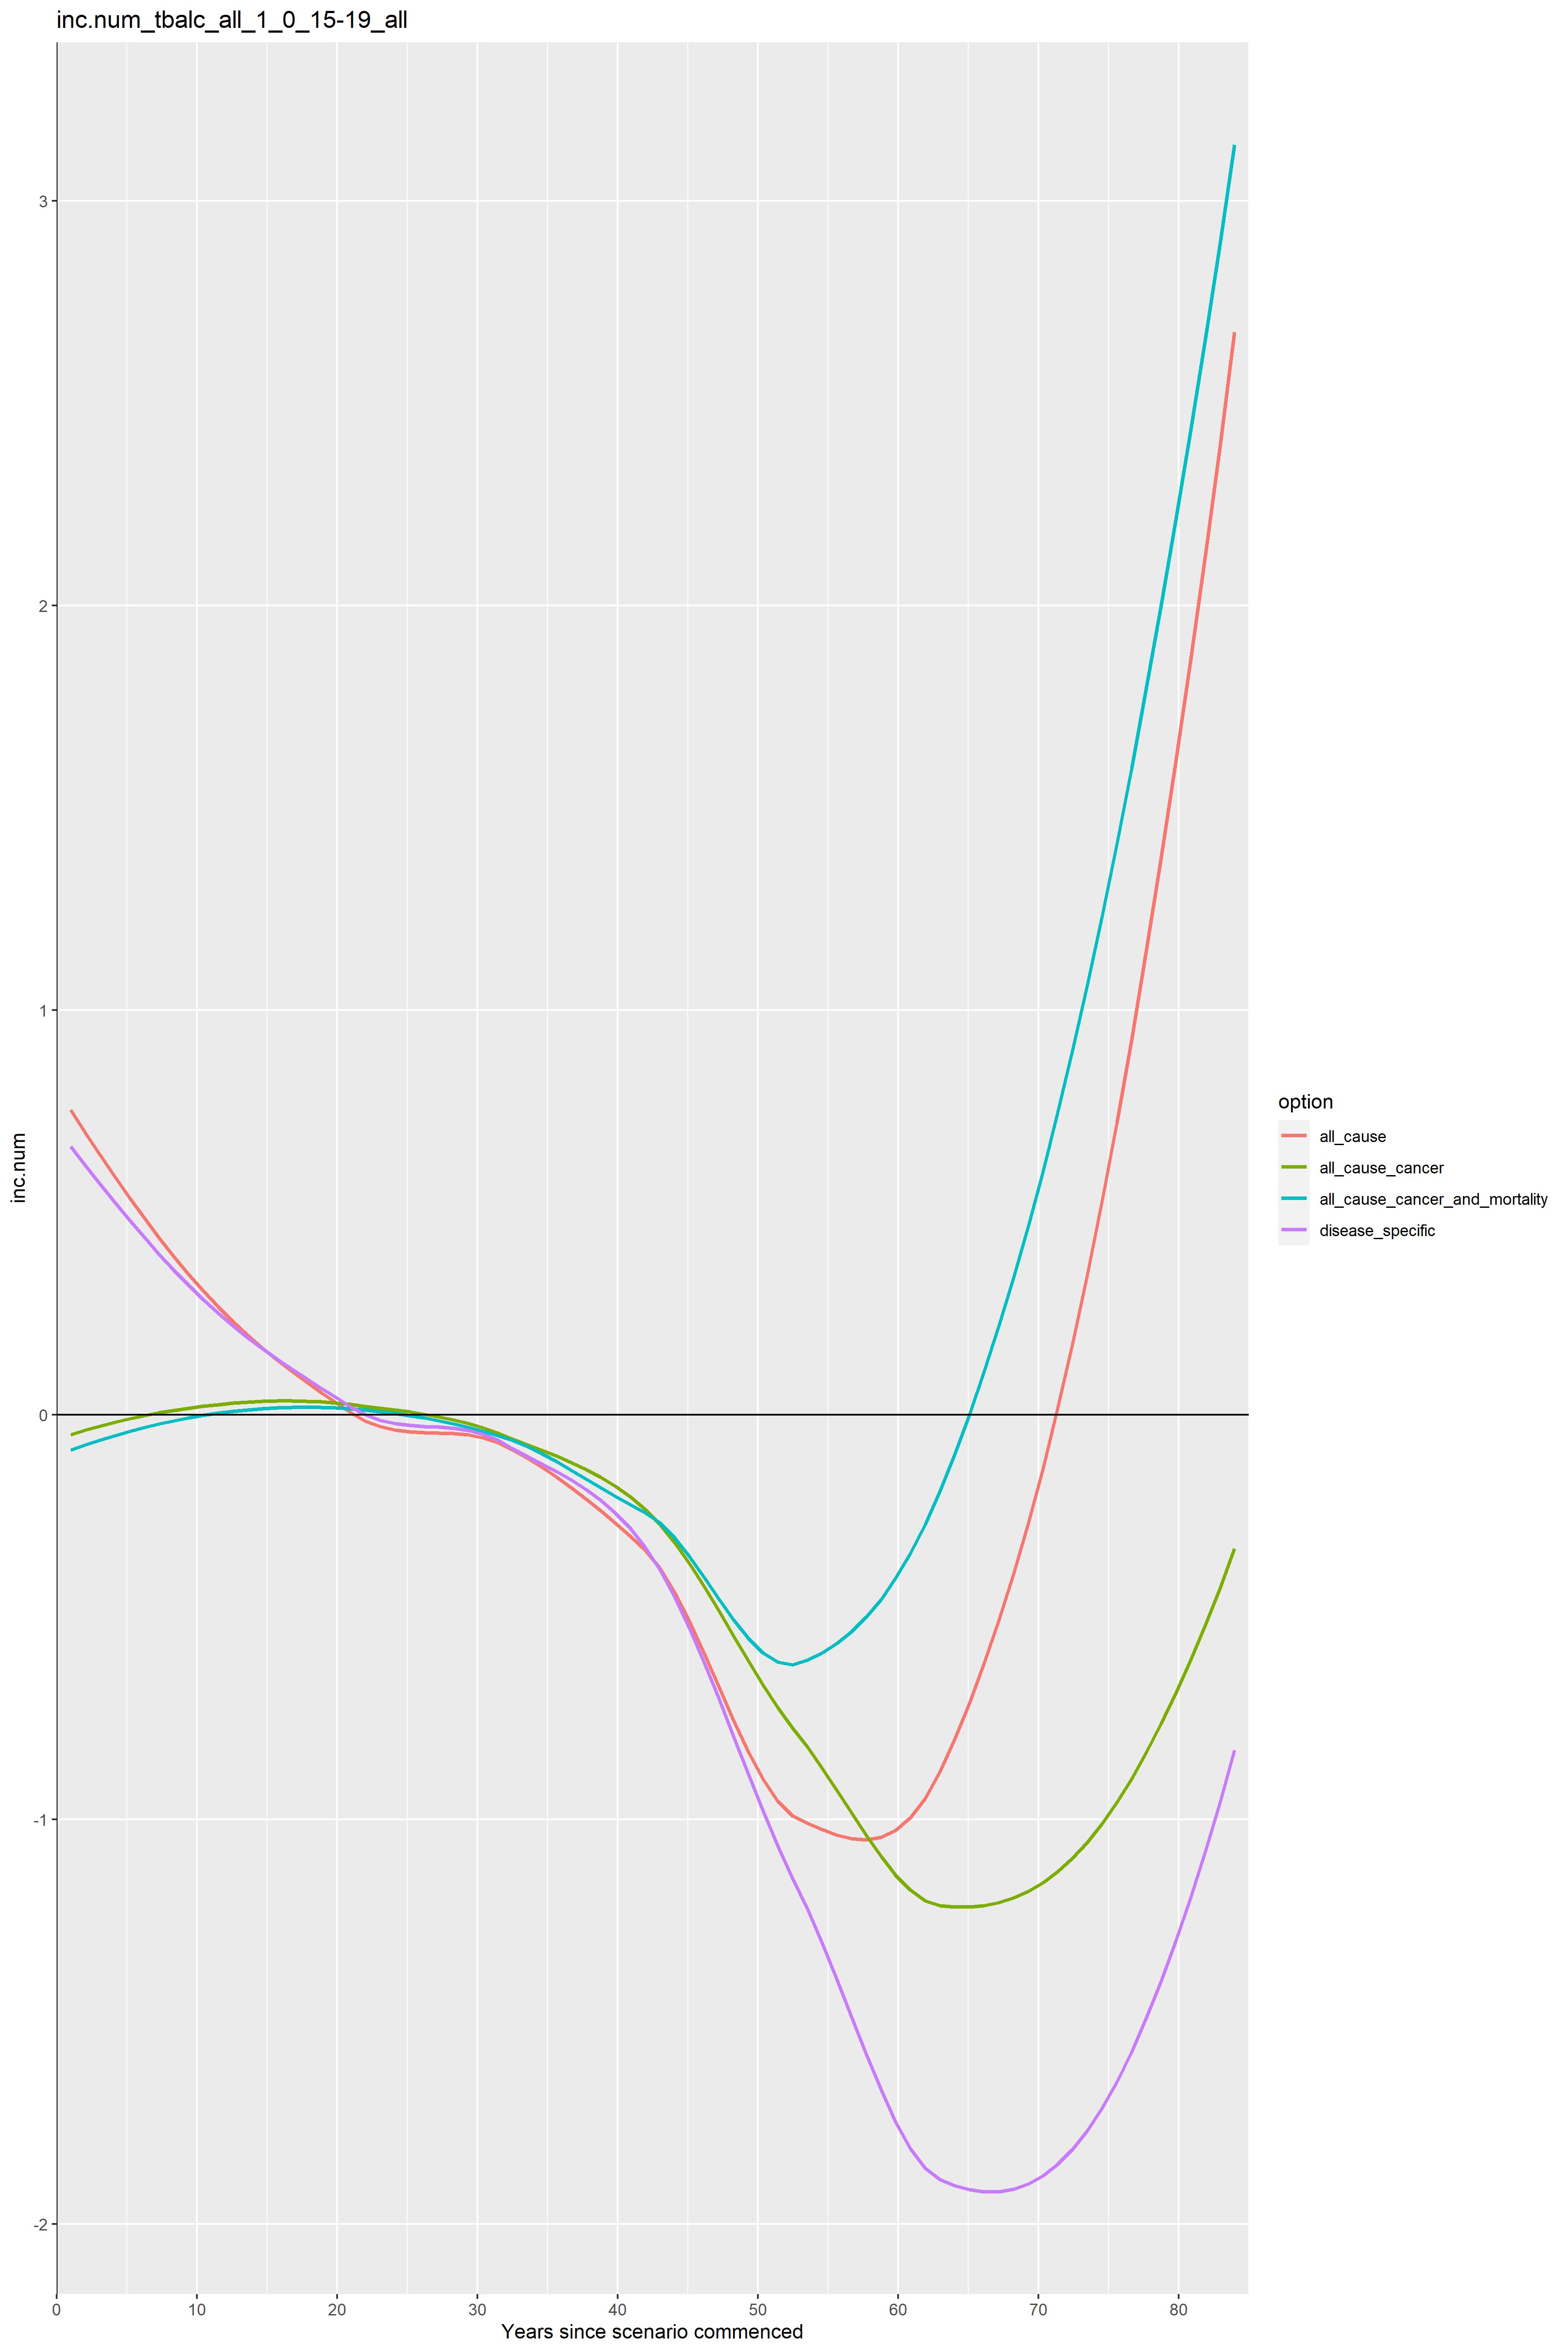 inc.num_tbalc_all_1_0_15-19_all
3
2
1
0
-1
-2
inc.num
0 10 20 30 40 50 60 70 80
Years since scenario commenced
option
all_cause
all_cause_cancer
all_cause_cancer_and_mortality
disease_specific